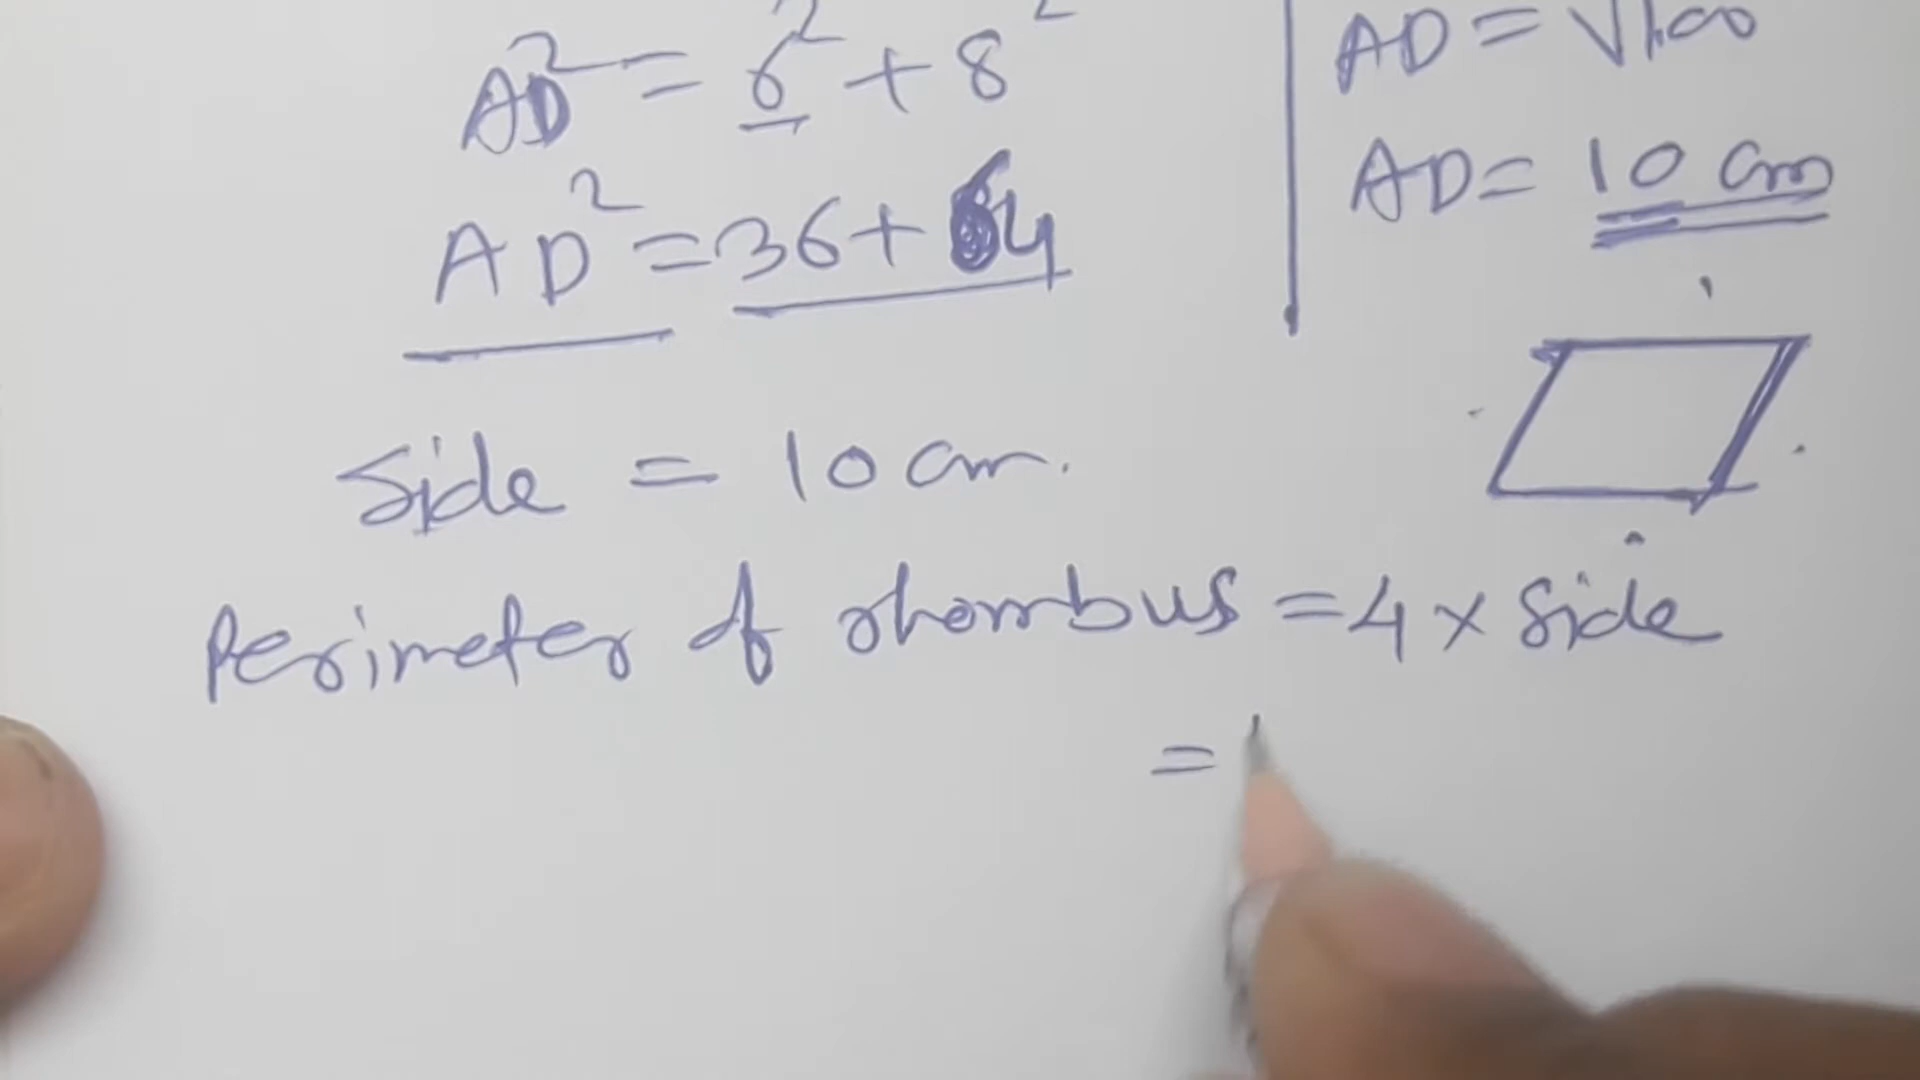 AD² = 6² + 8²
AD² = 36 + 64
AD = √100
AD = 10 cm
Side = 10 cm.
Perimeter of rhombus = 4 × Side
=